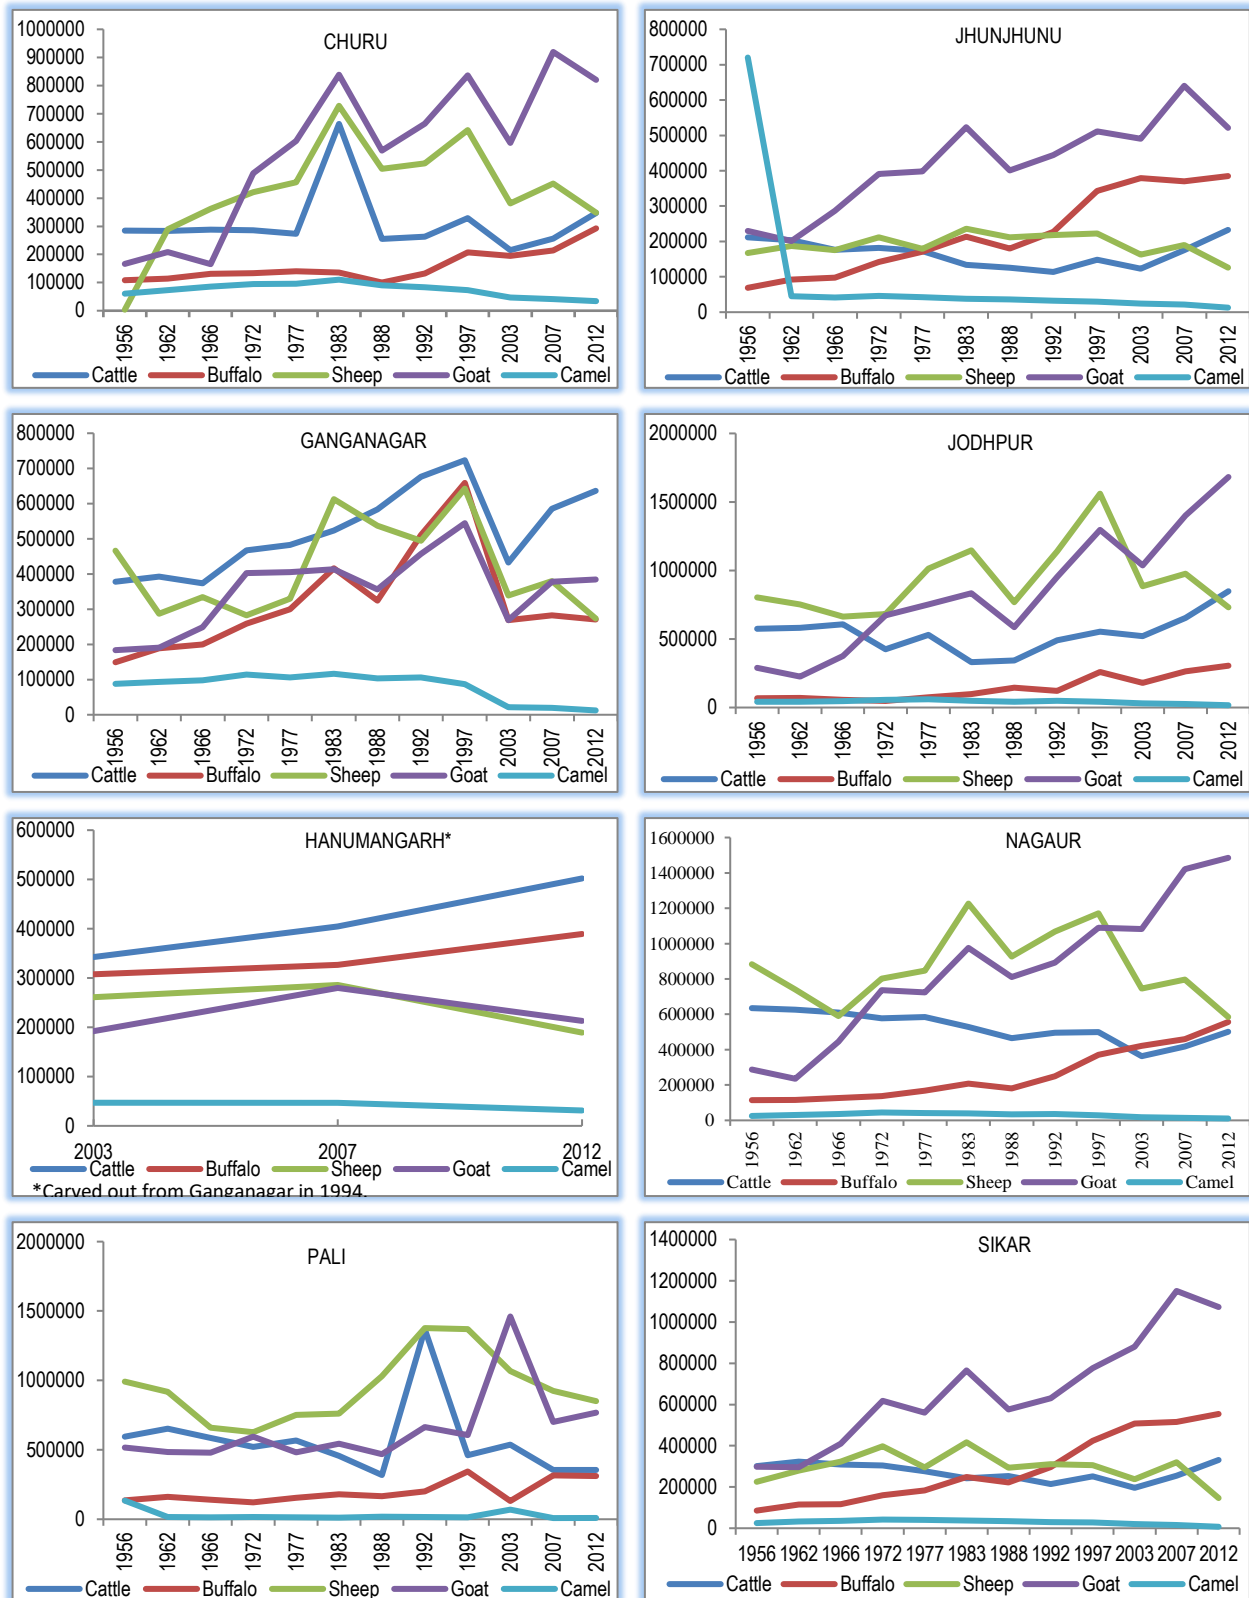 CHURU
1000000
900000
800000
700000
600000
500000
400000
300000
200000
100000
0
1956 1962 1966 1972 1977 1983 1988 1992 1997 2003 2007 2012
Cattle Buffalo Sheep Goat Camel
JHUNJHUNU
800000
700000
600000
500000
400000
300000
200000
100000
0
1956 1962 1966 1972 1977 1983 1988 1992 1997 2003 2007 2012
Cattle Buffalo Sheep Goat Camel
GANGANAGAR
800000
700000
600000
500000
400000
300000
200000
100000
0
1956 1962 1966 1972 1977 1983 1988 1992 1997 2003 2007 2012
Cattle Buffalo Sheep Goat Camel
JODHPUR
2000000
1500000
1000000
500000
0
1956 1962 1966 1972 1977 1983 1988 1992 1997 2003 2007 2012
Cattle Buffalo Sheep Goat Camel
HANUMANGARH*
600000
500000
400000
300000
200000
100000
0
2003 2007 2012
Cattle Buffalo Sheep Goat Camel
*Carved out from Ganganagar in 1994.
NAGAUR
1600000
1400000
1200000
1000000
800000
600000
400000
200000
0
1956 1962 1966 1972 1977 1983 1988 1992 1997 2003 2007 2012
Cattle Buffalo Sheep Goat Camel
PALI
2000000
1500000
1000000
500000
0
1956 1962 1966 1972 1977 1983 1988 1992 1997 2003 2007 2012
Cattle Buffalo Sheep Goat Camel
SIKAR
1400000
1200000
1000000
800000
600000
400000
200000
0
1956 1962 1966 1972 1977 1983 1988 1992 1997 2003 2007 2012
Cattle Buffalo Sheep Goat Camel